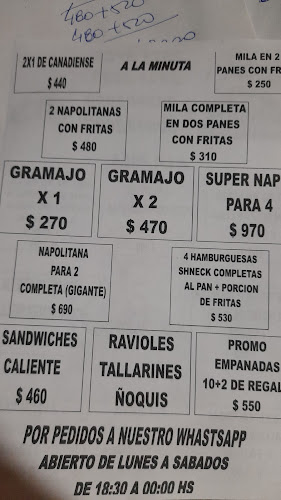 480+520
480+520
2X1 DE CANADIENSE
$ 440
A LA MINUTA
MILA EN 2
PANES CON FR
$ 250
2 NAPOLITANAS
CON FRITAS
$ 480
MILA COMPLETA
EN DOS PANES
CON FRITAS
$ 310
GRAMAJO
X 1
$ 270
GRAMAJO
X 2
$ 470
SUPER NAP
PARA 4
$ 970
NAPOLITANA
PARA 2
COMPLETA (GIGANTE)
$ 690
4 HAMBURGUESAS
SHNECK COMPLETAS
AL PAN + PORCION
DE FRITAS
$ 530
SANDWICHES
CALIENTE
$ 460
RAVIOLES
TALLARINES
ÑOQUIS
PROMO
EMPANADAS
10+2 DE REGAL
$ 550
POR PEDIDOS A NUESTRO WHASTSAPP
ABIERTO DE LUNES A SABADOS
DE 18:30 A 00:00 HS